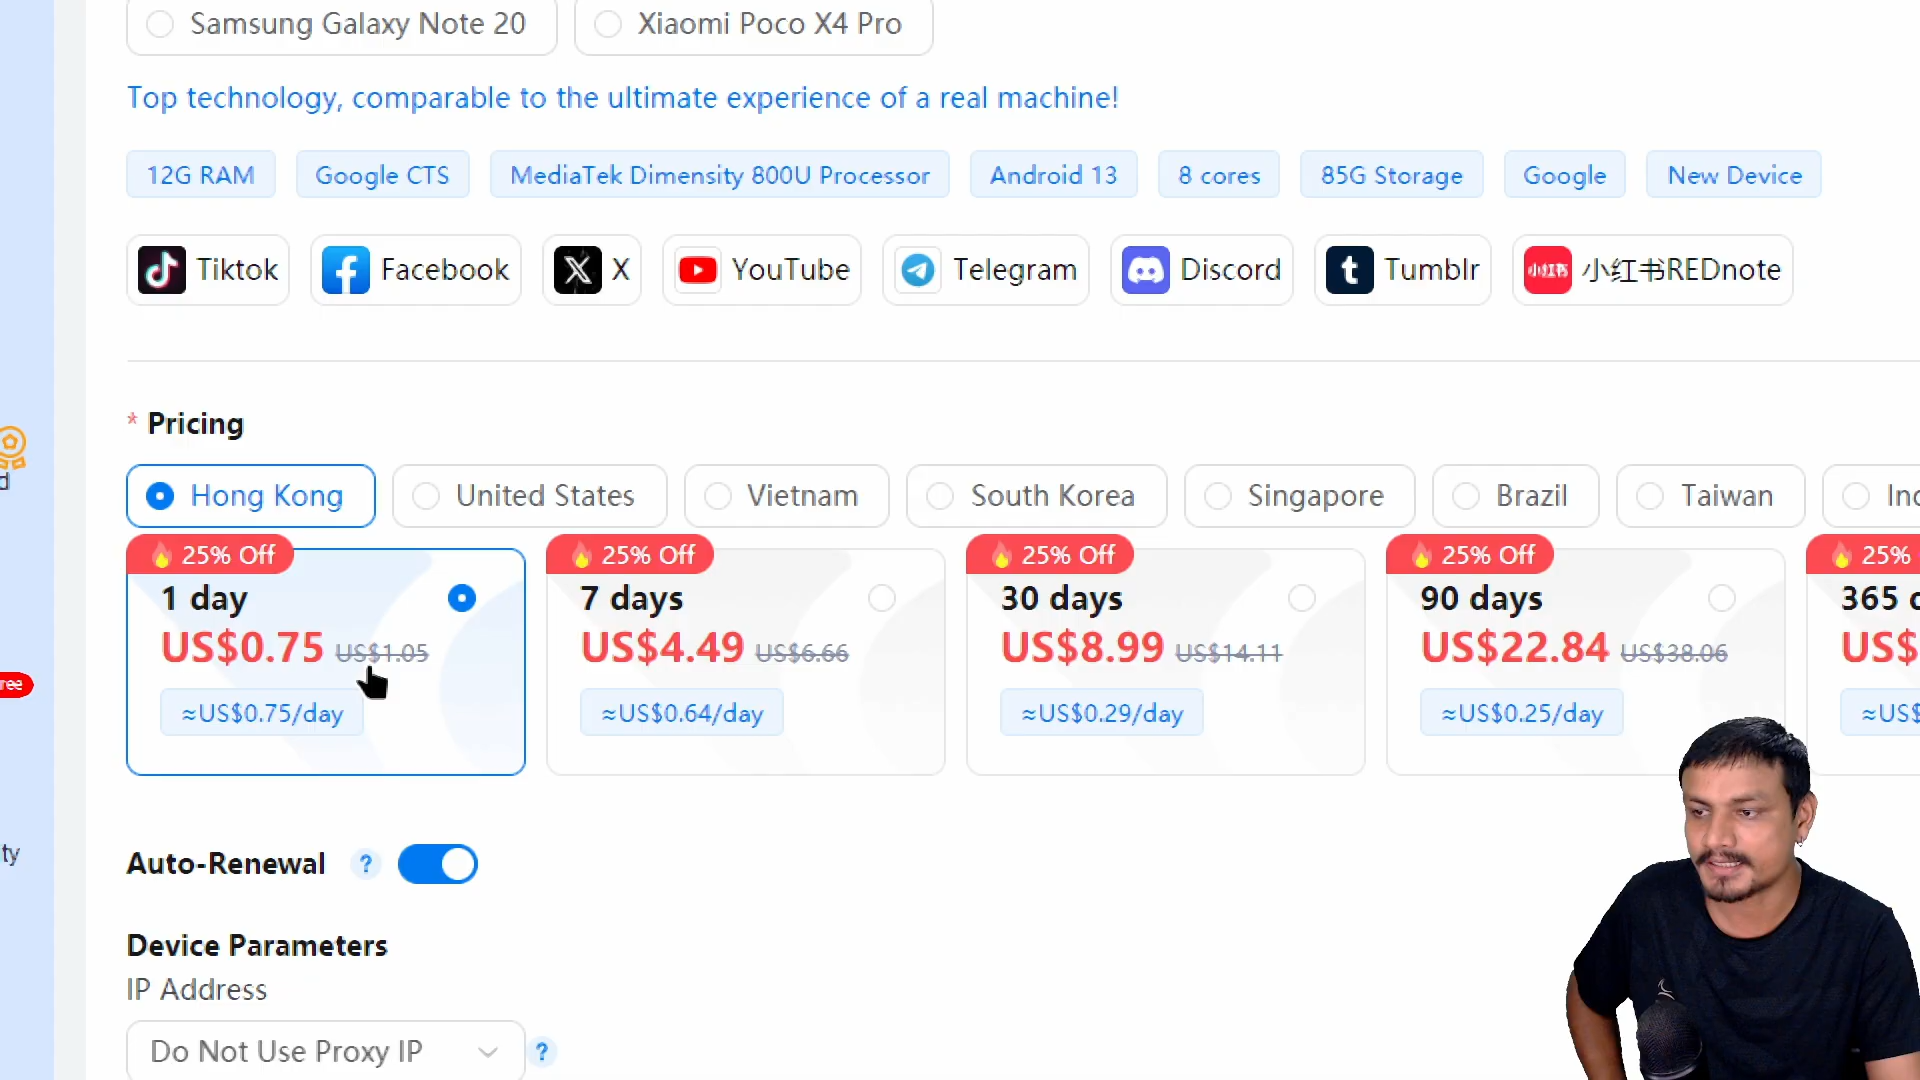 Samsung Galaxy Note 20 Xiaomi Poco X4 Pro
Top technology, comparable to the ultimate experience of a real machine!
12G RAM Google CTS MediaTek Dimensity 800U Processor Android 13 8 cores 85G Storage Google New Device
Tiktok Facebook X YouTube Telegram Discord Tumblr 小红书 小红书REDnote
* Pricing
Hong Kong United States Vietnam South Korea Singapore Brazil Taiwan
25% Off 25% Off 25% Off 25% Off 25%
1 day 7 days 30 days 90 days 365
US$0.75 US$1.05 US$4.49 US$6.66 US$8.99 US$14.11 US$22.84 US$38.06 US$
≈US$0.75/day ≈US$0.64/day ≈US$0.29/day ≈US$0.25/day ≈US$
Auto-Renewal ?
Device Parameters
IP Address
Do Not Use Proxy IP ?